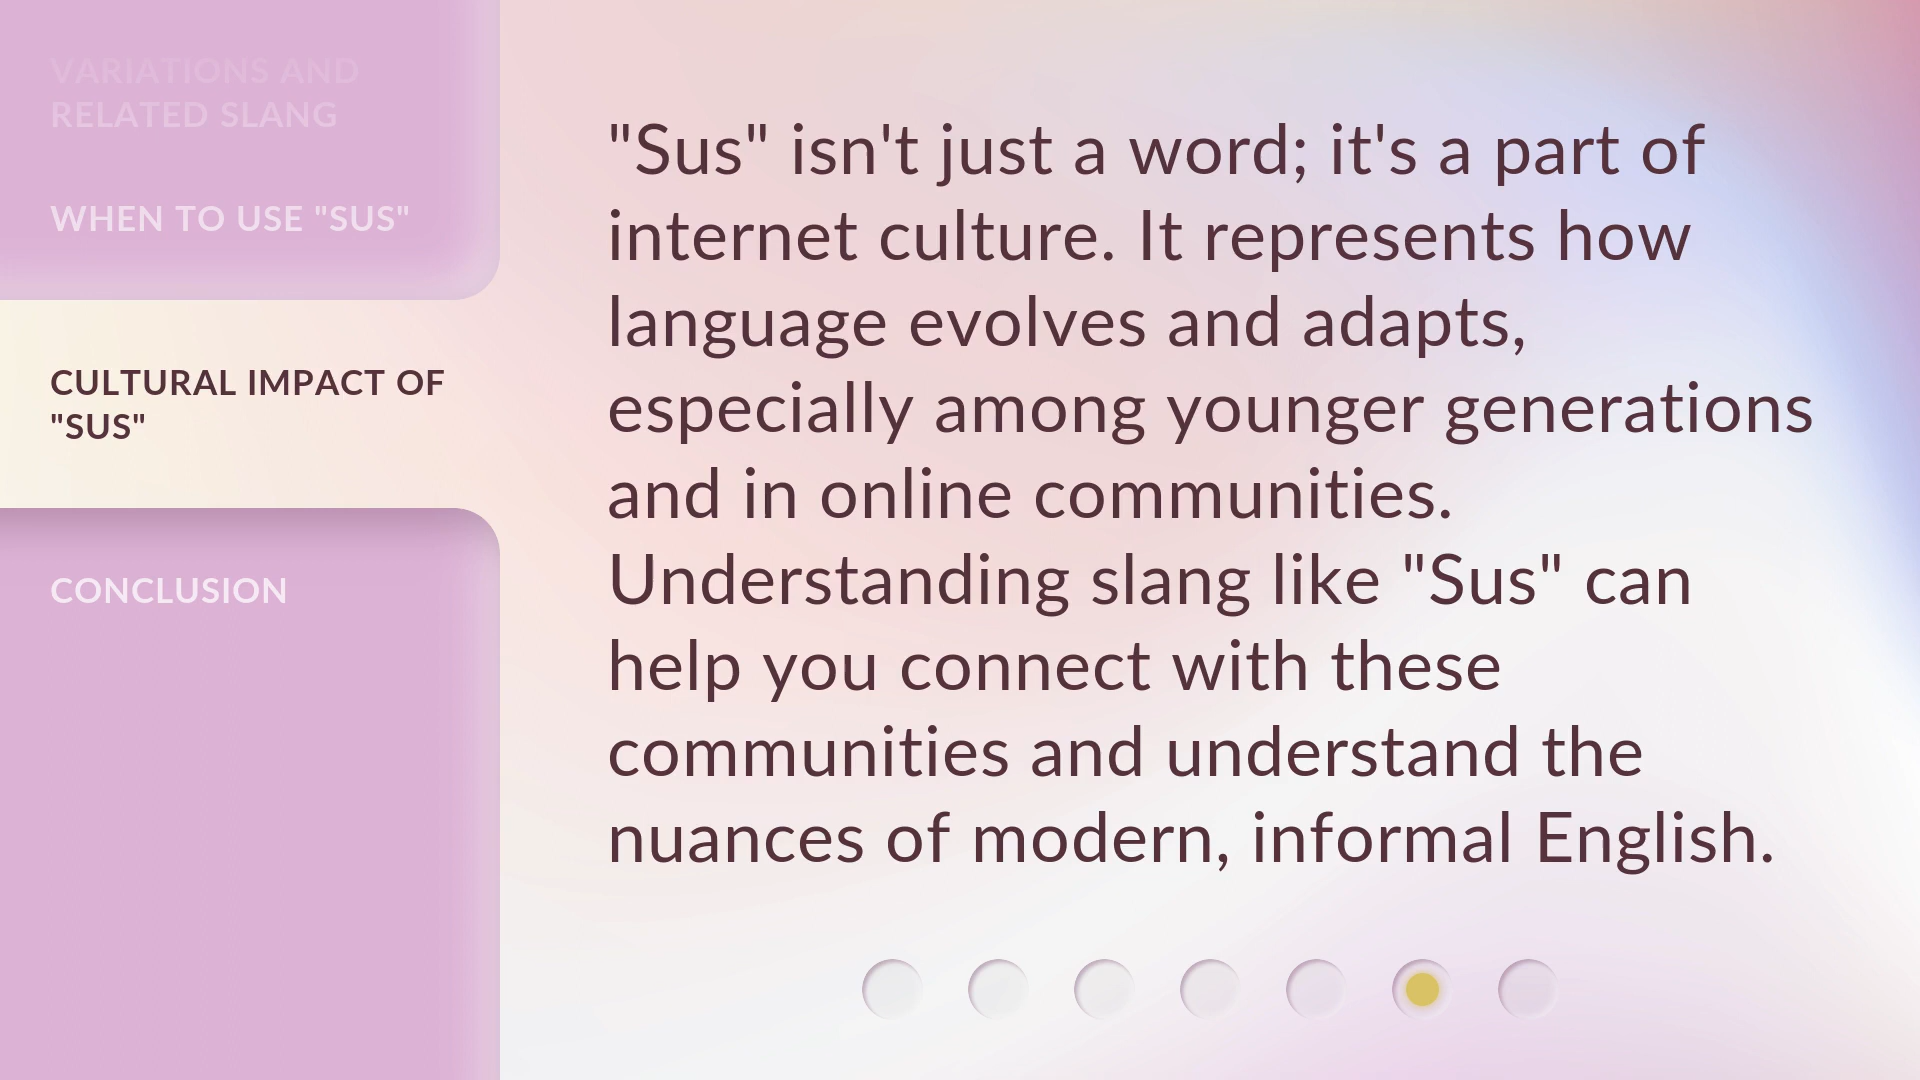 VARIATIONS AND
RELATED SLANG
WHEN TO USE "SUS"
CULTURAL IMPACT OF
"SUS"
CONCLUSION
"Sus" isn't just a word; it's a part of
internet culture. It represents how
language evolves and adapts,
especially among younger generations
and in online communities.
Understanding slang like "Sus" can
help you connect with these
communities and understand the
nuances of modern, informal English.